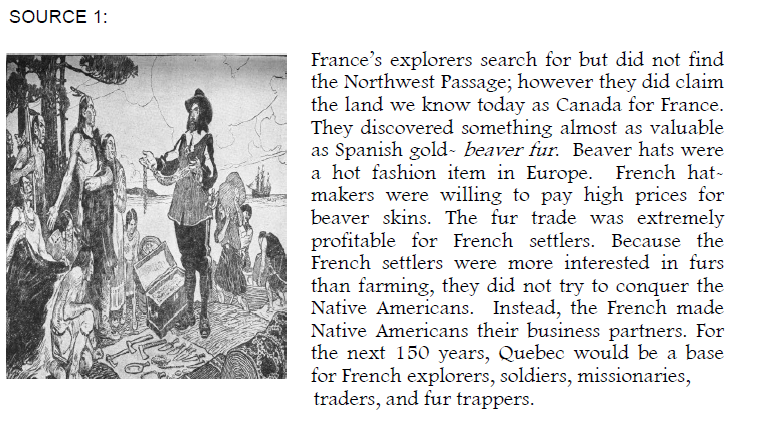 SOURCE 1:
France’s explorers search for but did not find
the Northwest Passage; however they did claim
the land we know today as Canada for France.
They discovered something almost as valuable
as Spanish gold- beaver fur. Beaver hats were
a hot fashion item in Europe. French hat-
makers were willing to pay high prices for
beaver skins. The fur trade was extremely
profitable for French settlers. Because the
French settlers were more interested in furs
than farming, they did not try to conquer the
Native Americans. Instead, the French made
Native Americans their business partners. For
the next 150 years, Quebec would be a base
for French explorers, soldiers, missionaries,
traders, and fur trappers.